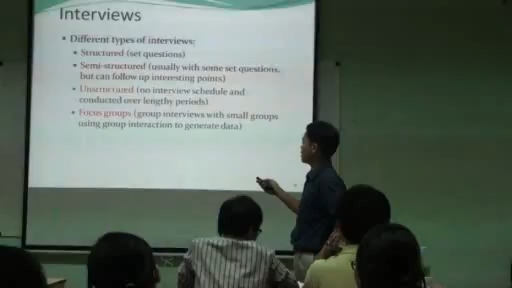 Interviews
• Different types of interviews:
• Structured (set questions)
• Semi-structured (usually with some set questions,
but can follow up interesting points)
• Unstructured (no interview schedule and
conducted over lengthy periods)
• Focus groups (group interviews with small groups
using group interaction to generate data)